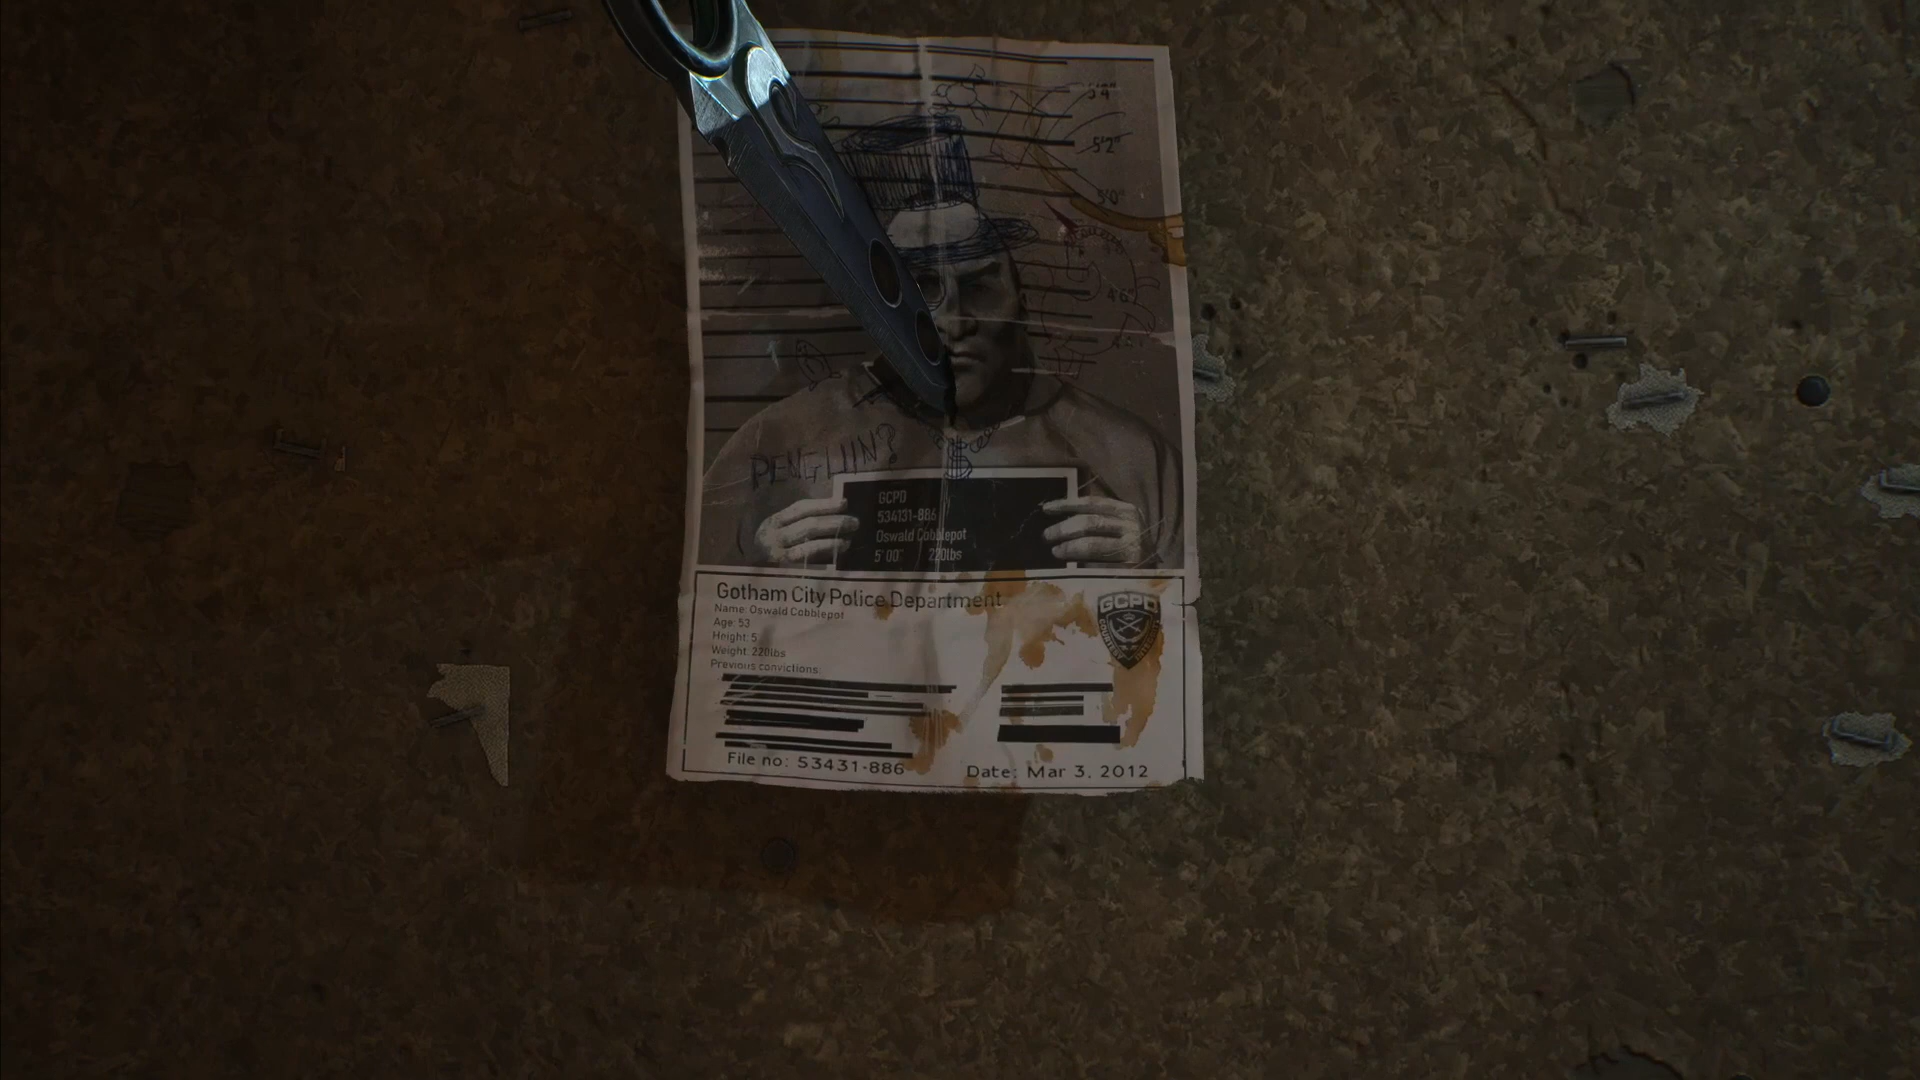 5'4"
5'2"
5'0"
4'6"
PENGUIN?
$
GCPD
534131-886
Oswald Cobblepot
5'00" 220lbs
Gotham City Police Department
Name: Oswald Cobblepot
Age: 53
Height: 5
Weight: 220lbs
Previous convictions:
GCPD
COURTESY
File no: 53431-886
Date: Mar 3, 2012